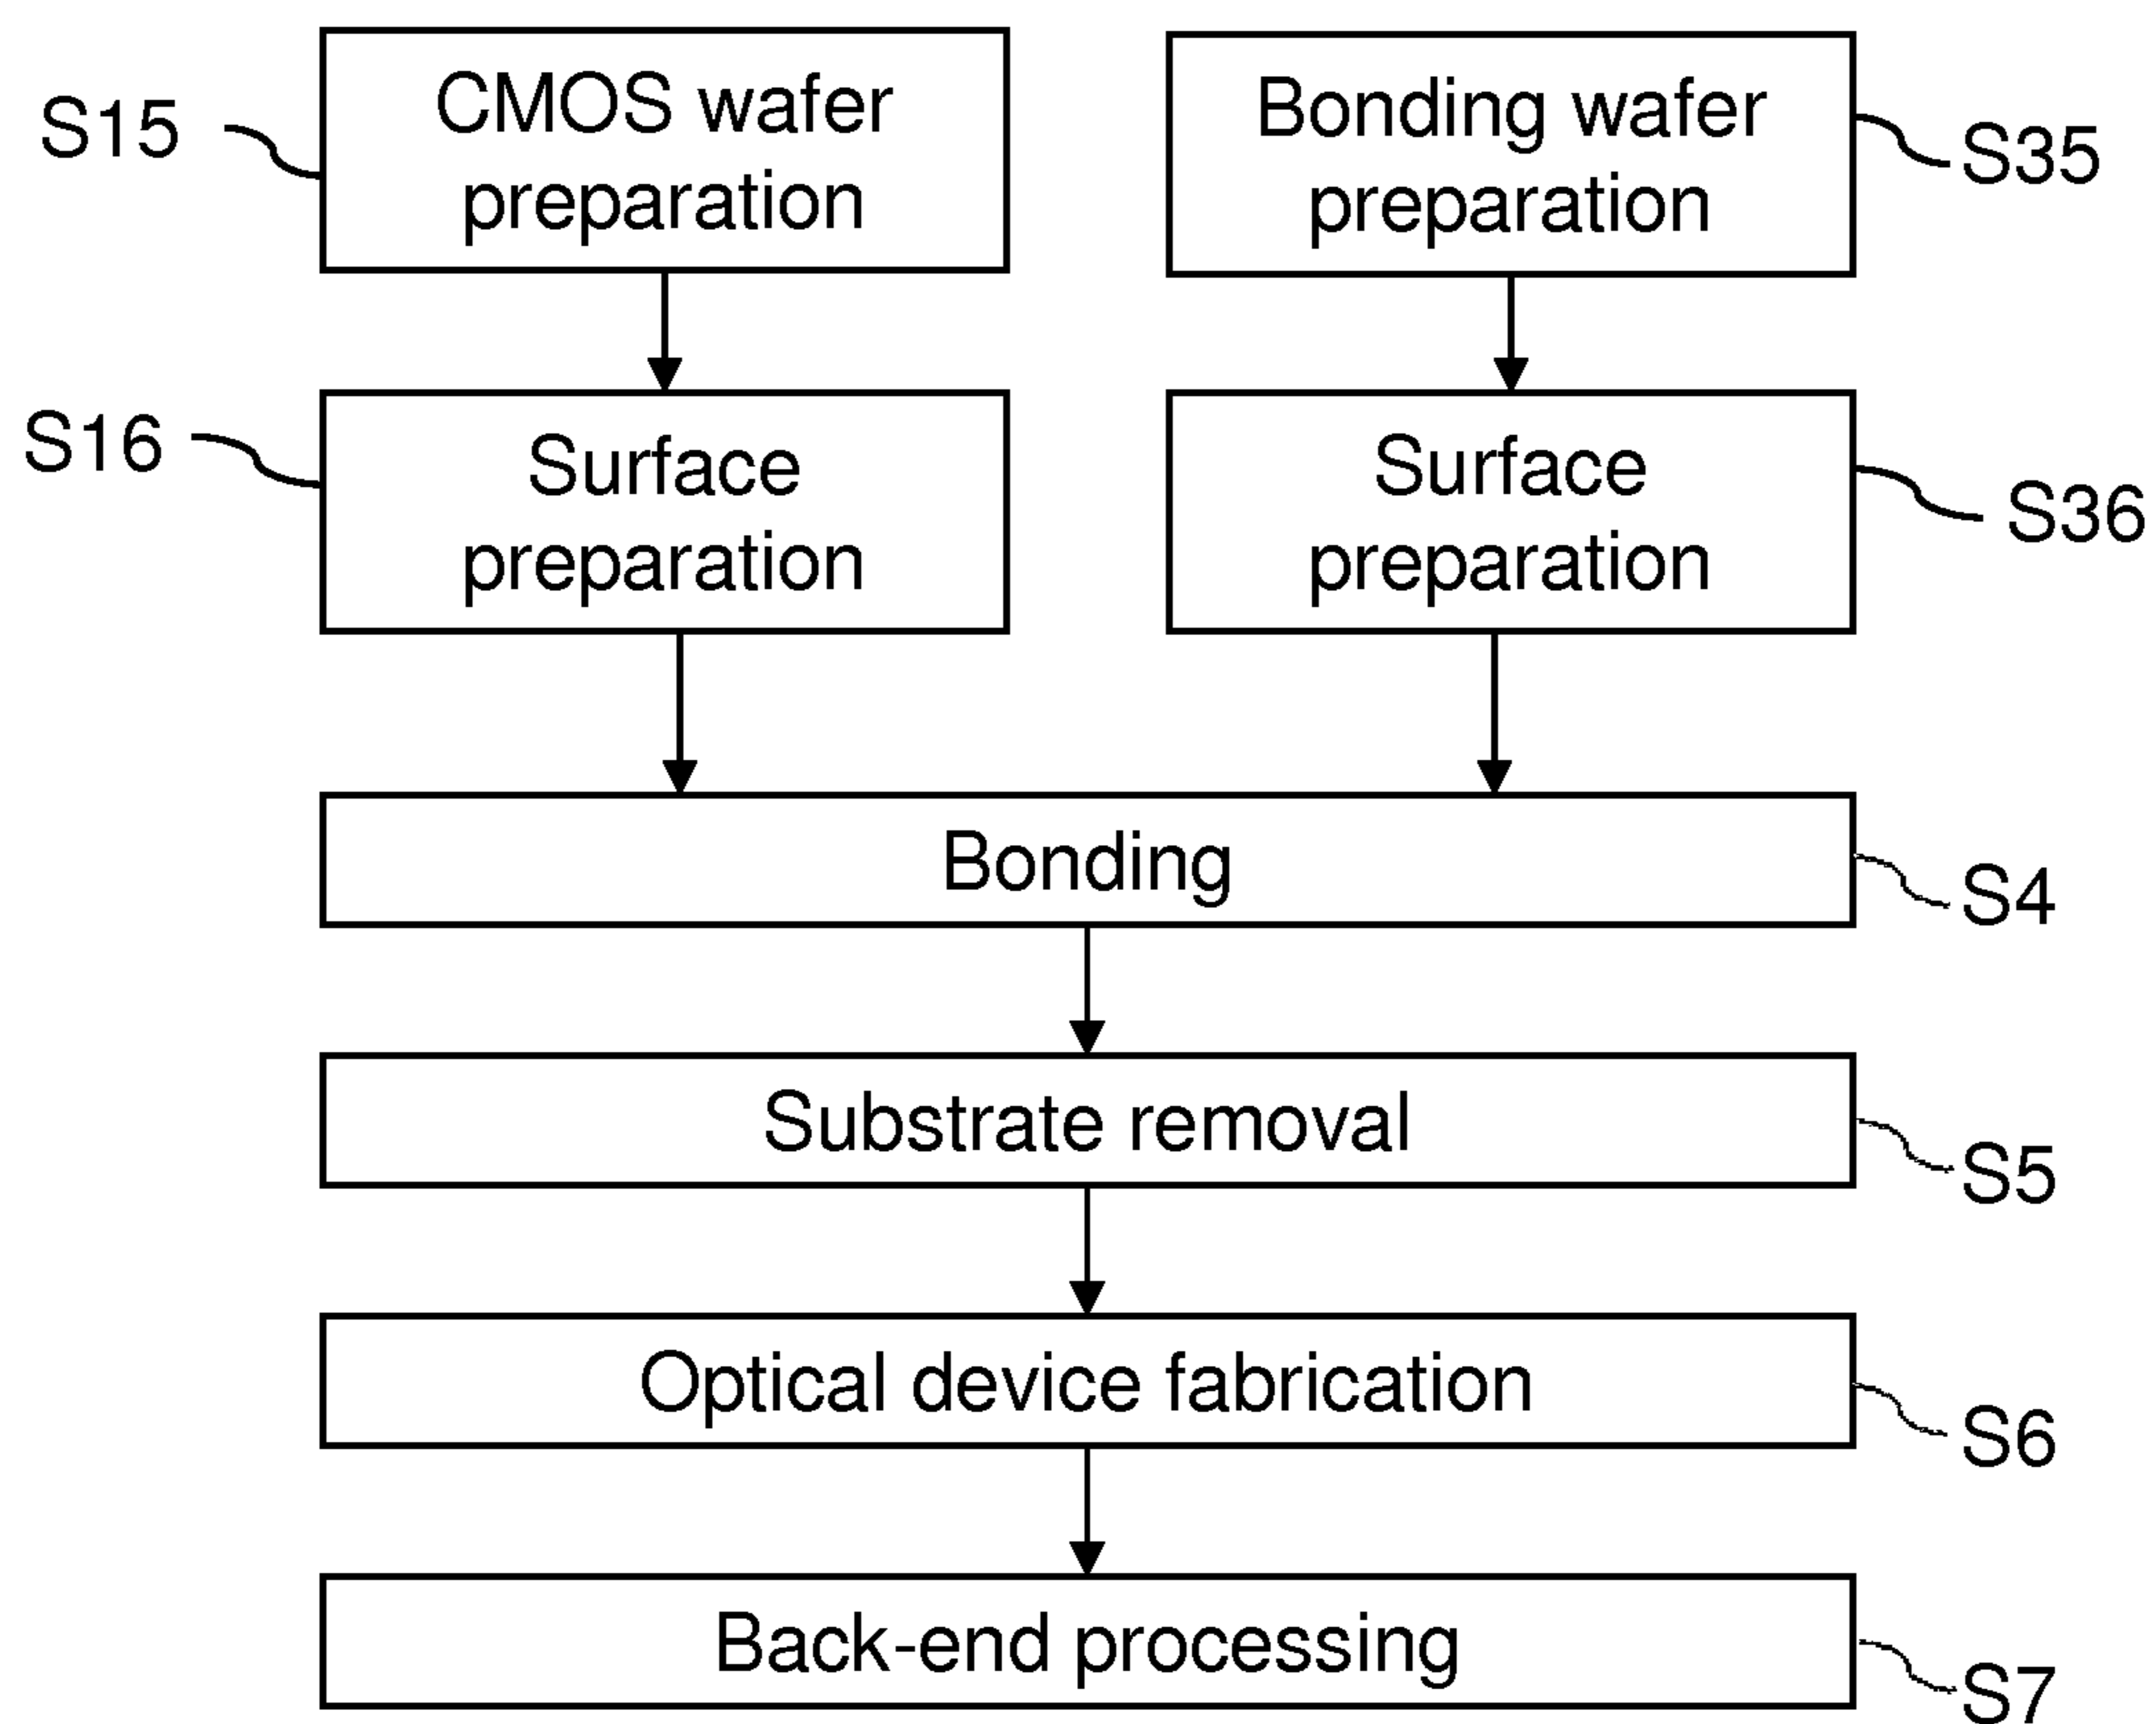 S15
CMOS wafer
preparation
Bonding wafer
preparation
S35
S16
Surface
preparation
Surface
preparation
S36
Bonding
S4
Substrate removal
S5
Optical device fabrication
S6
Back-end processing
S7